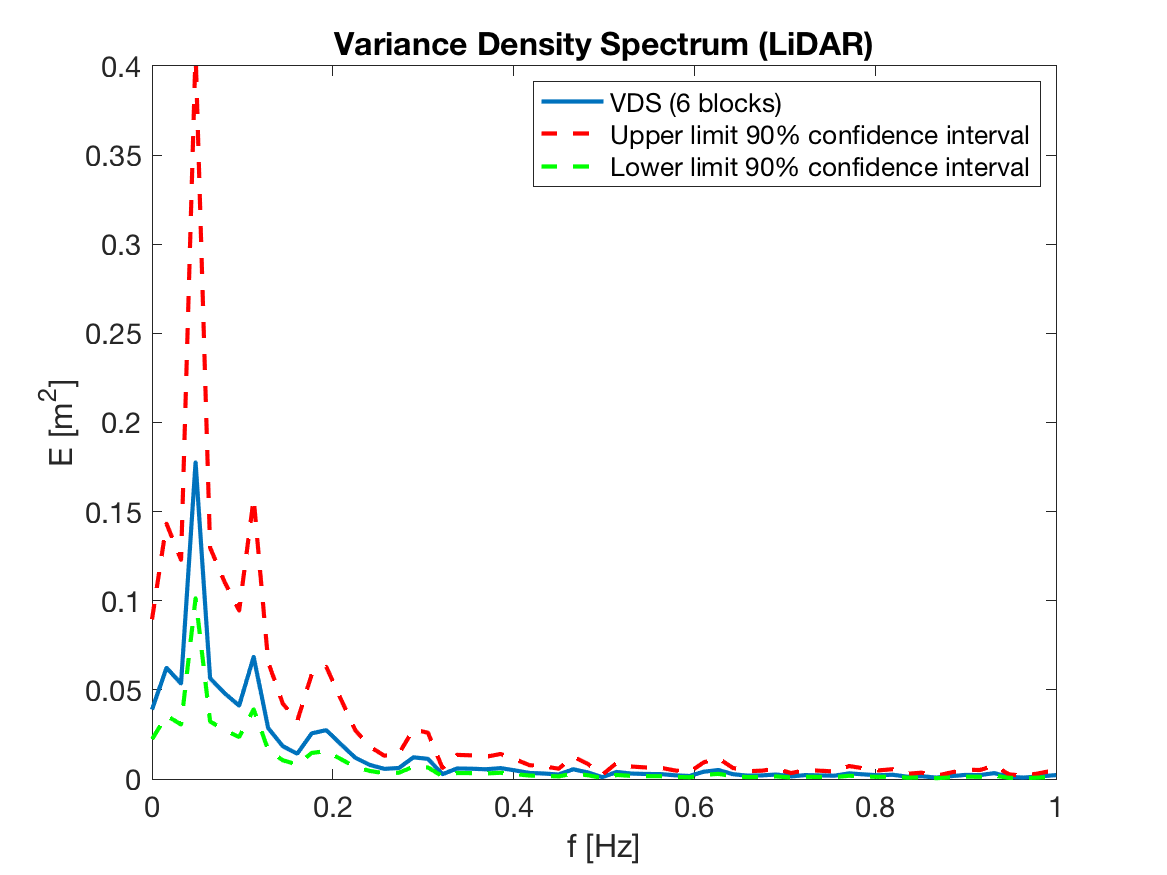 Variance Density Spectrum (LiDAR)
VDS (6 blocks)
Upper limit 90% confidence interval
Lower limit 90% confidence interval
0.4
0.35
0.3
0.25
0.2
0.15
0.1
0.05
0
E [m²]
0 0.2 0.4 0.6 0.8 1
f [Hz]